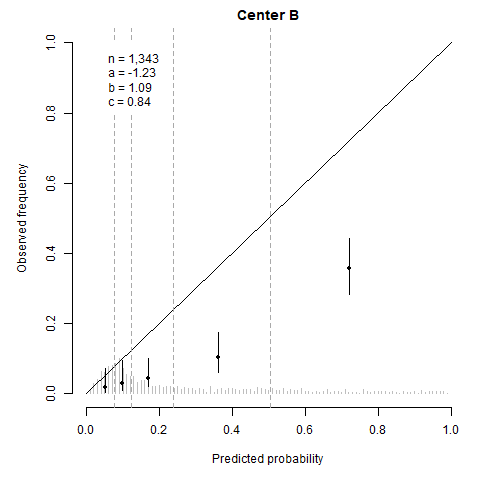 Center B
n = 1,343
a = -1.23
b = 1.09
c = 0.84
Observed frequency
1.0
0.8
0.6
0.4
0.2
0.0
0.0 0.2 0.4 0.6 0.8 1.0
Predicted probability